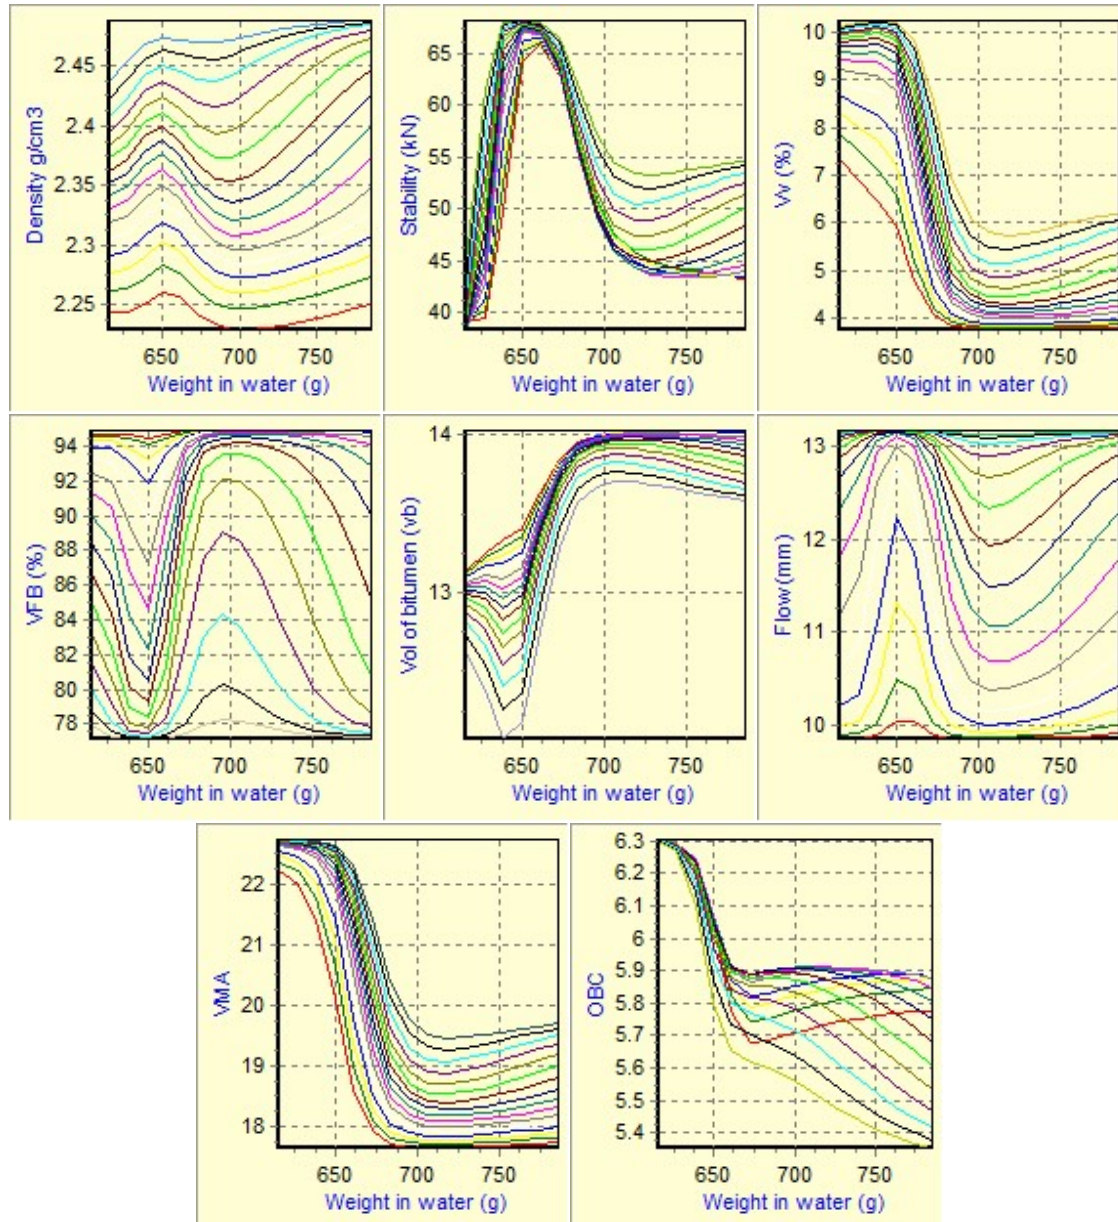 Density g/cm3
2.45
2.4
2.35
2.3
2.25
650 700 750
Weight in water (g)
Stability (kN)
65
60
55
50
45
40
650 700 750
Weight in water (g)
Vv (%)
10
9
8
7
6
5
4
650 700 750
Weight in water (g)
VFB (%)
94
92
90
88
86
84
82
80
78
650 700 750
Weight in water (g)
Vol of bitumen (vb)
14
13
650 700 750
Weight in water (g)
Flow (mm)
13
12
11
10
650 700 750
Weight in water (g)
VMA
22
21
20
19
18
650 700 750
Weight in water (g)
OBC
6.3
6.2
6.1
6
5.9
5.8
5.7
5.6
5.5
5.4
650 700 750
Weight in water (g)